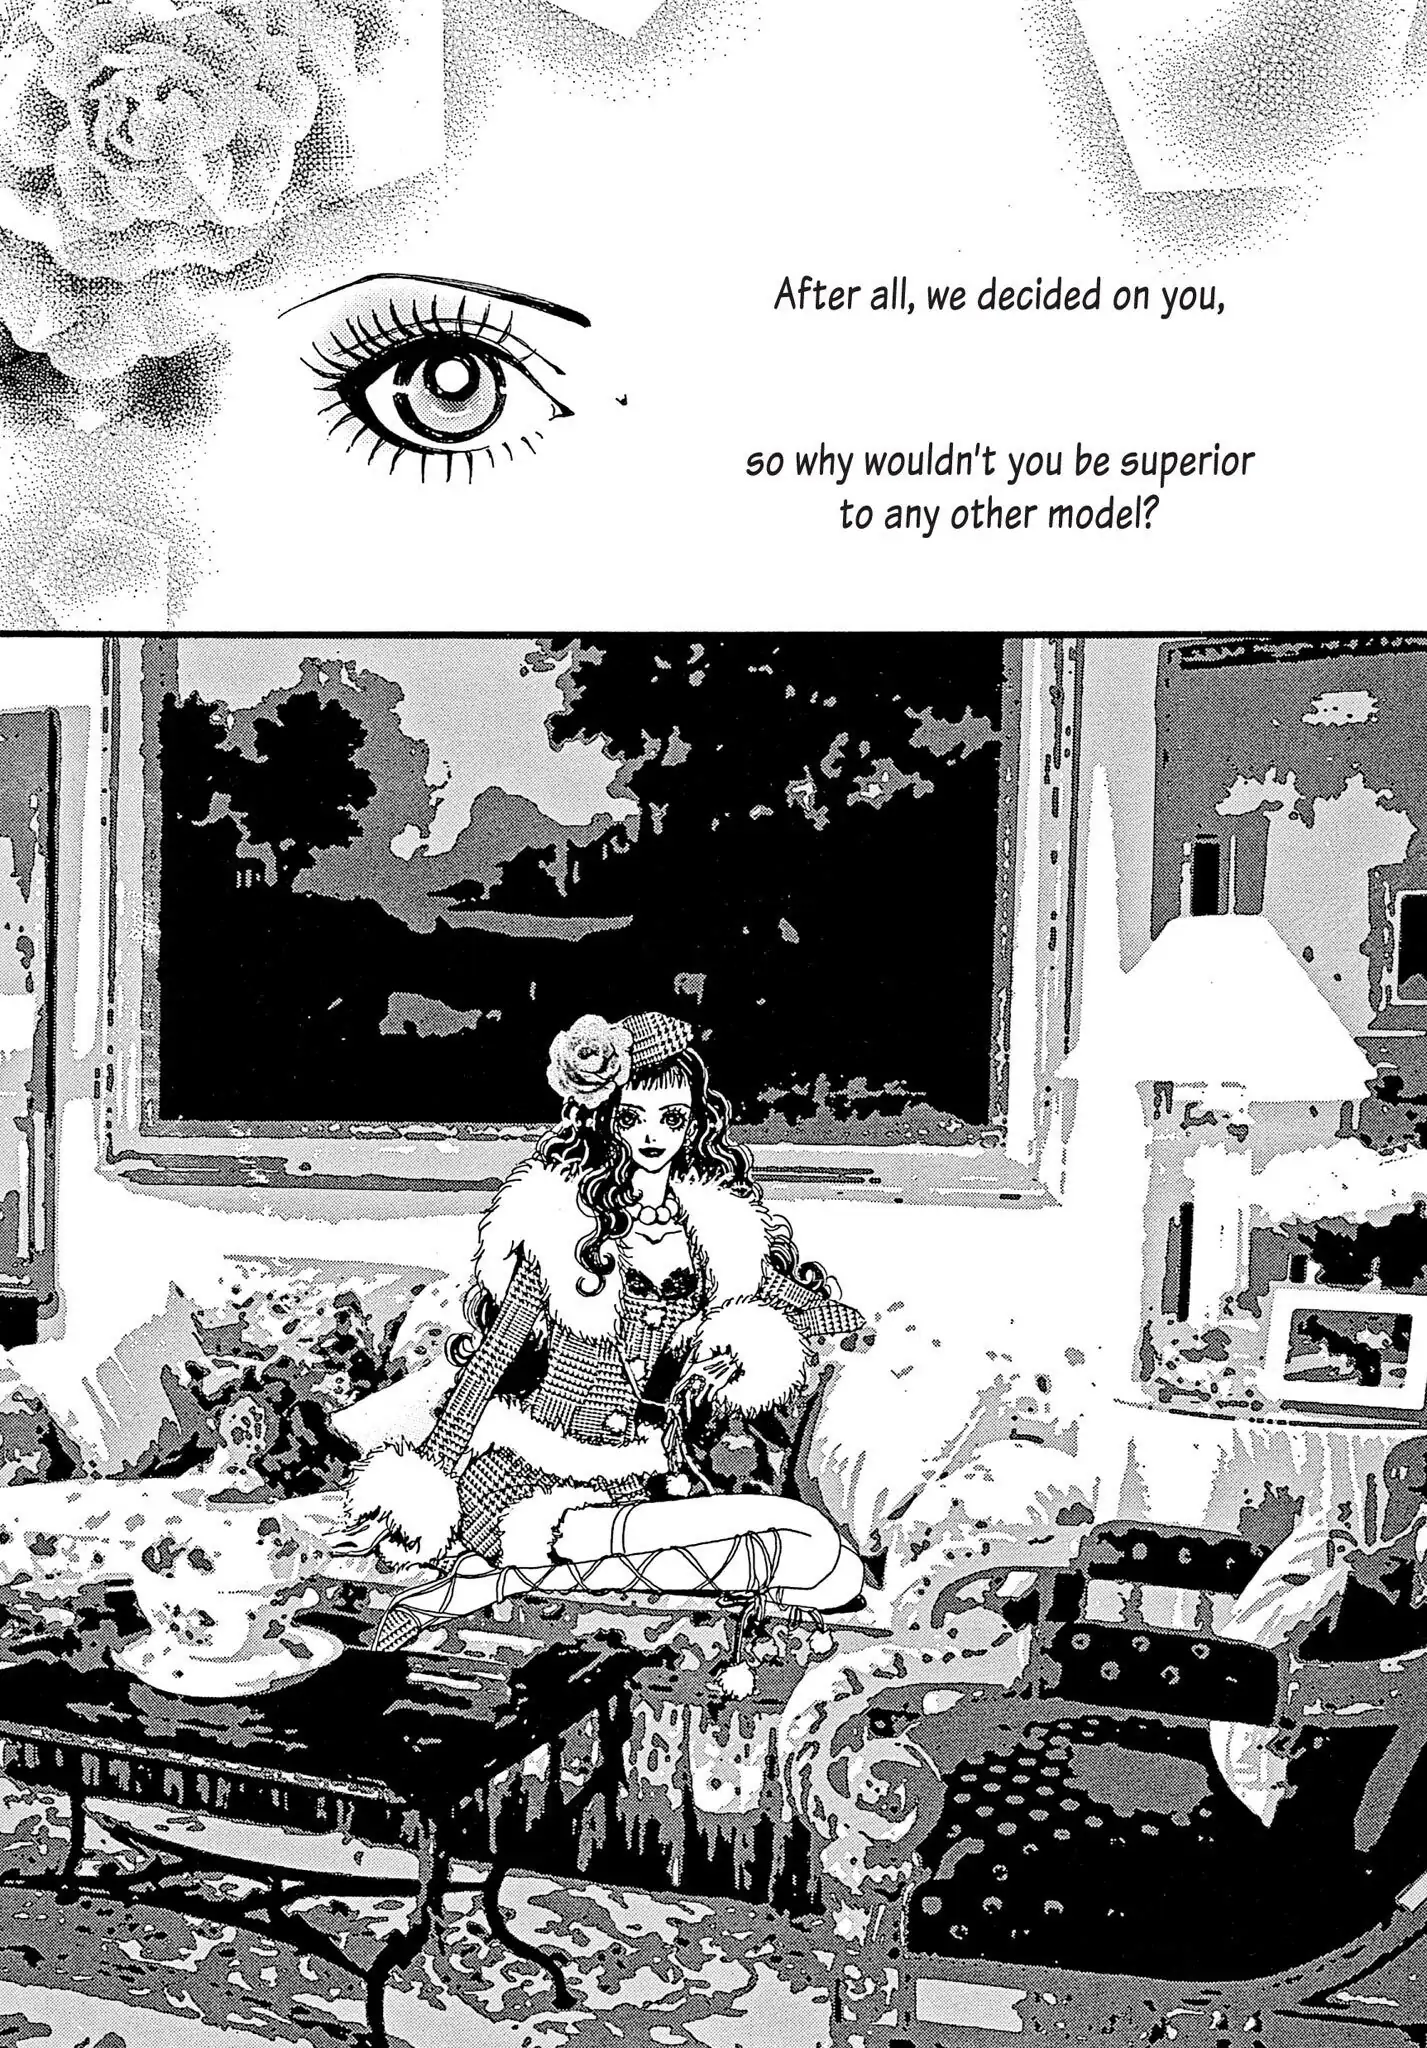 After all, we decided on you,
so why wouldn't you be superior
to any other model?